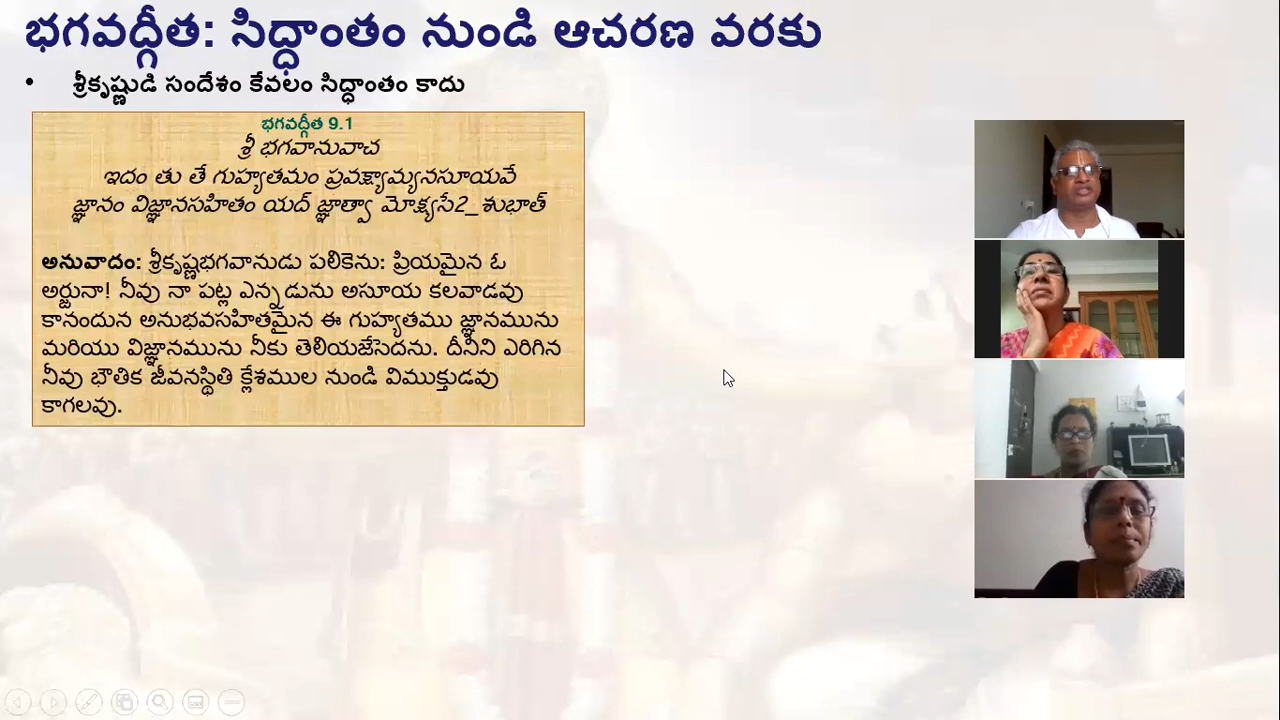 భగవద్గీత: సిద్ధాంతం నుండి ఆచరణ వరకు
• శ్రీకృష్ణుడి సందేశం కేవలం సిద్ధాంతం కాదు
భగవద్గీత 9.1
శ్రీ భగవానువాచ
ఇదం తు తే గుహ్యతమం ప్రవక్ష్యామ్యనసూయవే
జ్ఞానం విజ్ఞానసహితం యద్ జ్ఞాత్వా మోక్ష్యసే2_శుభాత్
అనువాదం: శ్రీకృష్ణభగవానుడు పలికెను: ప్రియమైన ఓ
అర్జునా! నీవు నా పట్ల ఎన్నడును అసూయ కలవాడవు
కానందున అనుభవసహితమైన ఈ గుహ్యతము జ్ఞానమును
మరియు విజ్ఞానమును నీకు తెలియజేసెదను. దీనిని ఎరిగిన
నీవు భౌతిక జీవనస్థితి క్లేశముల నుండి విముక్తుడవు
కాగలవు.